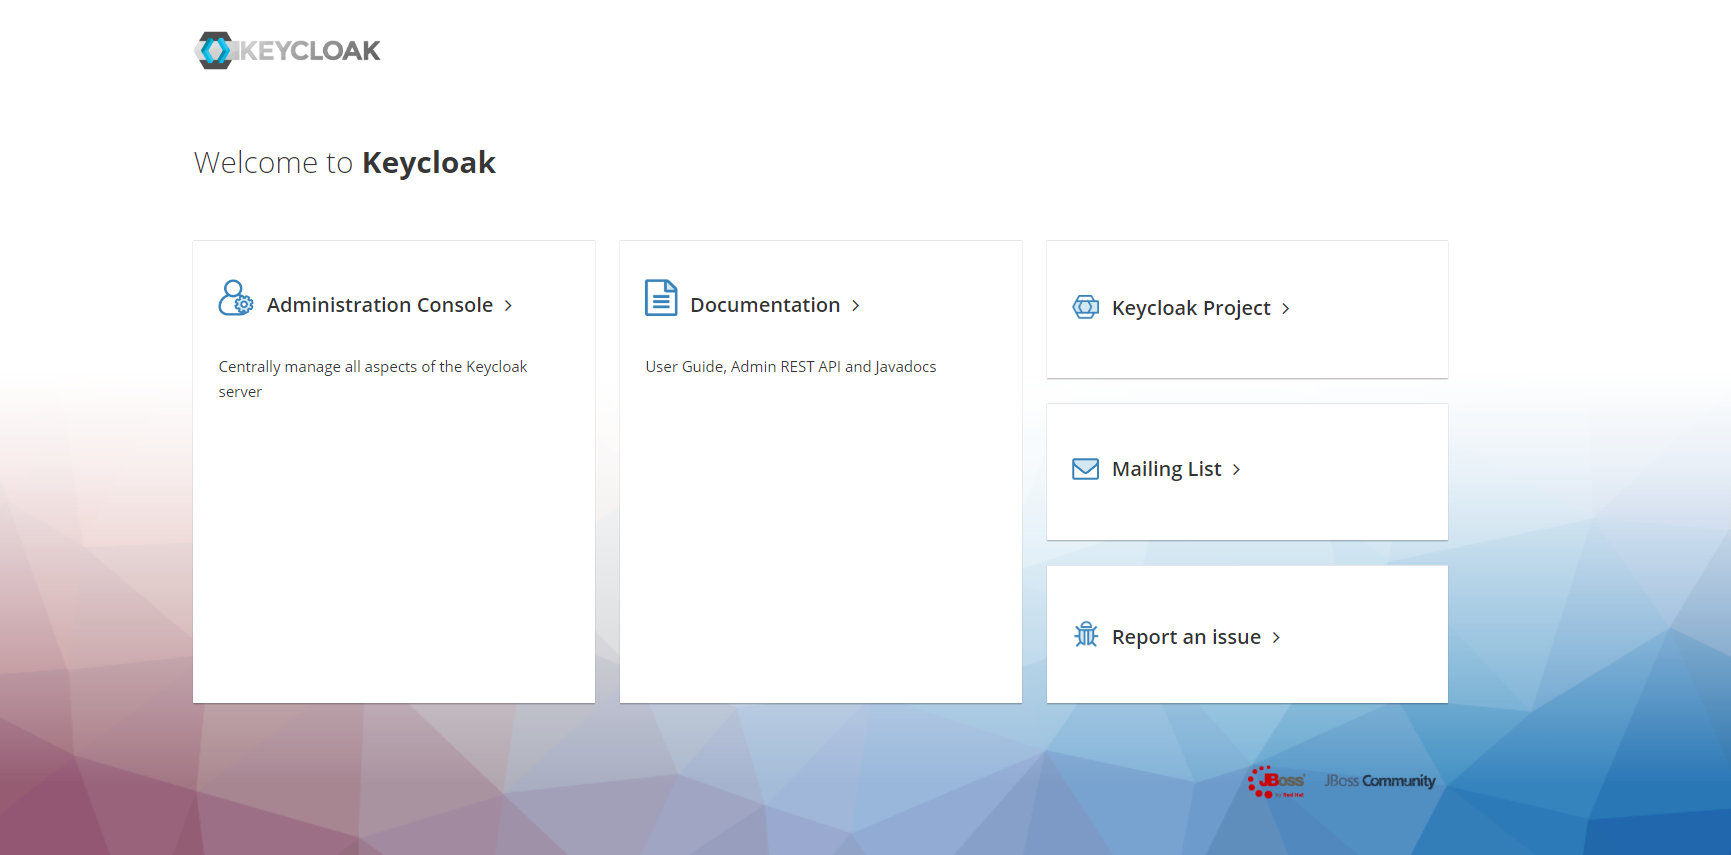 KEYCLOAK
Welcome to Keycloak
Administration Console
Centrally manage all aspects of the Keycloak
server
Documentation
User Guide, Admin REST API and Javadocs
Keycloak Project
Mailing List
Report an issue
JBoss
by Red Hat
JBoss Community